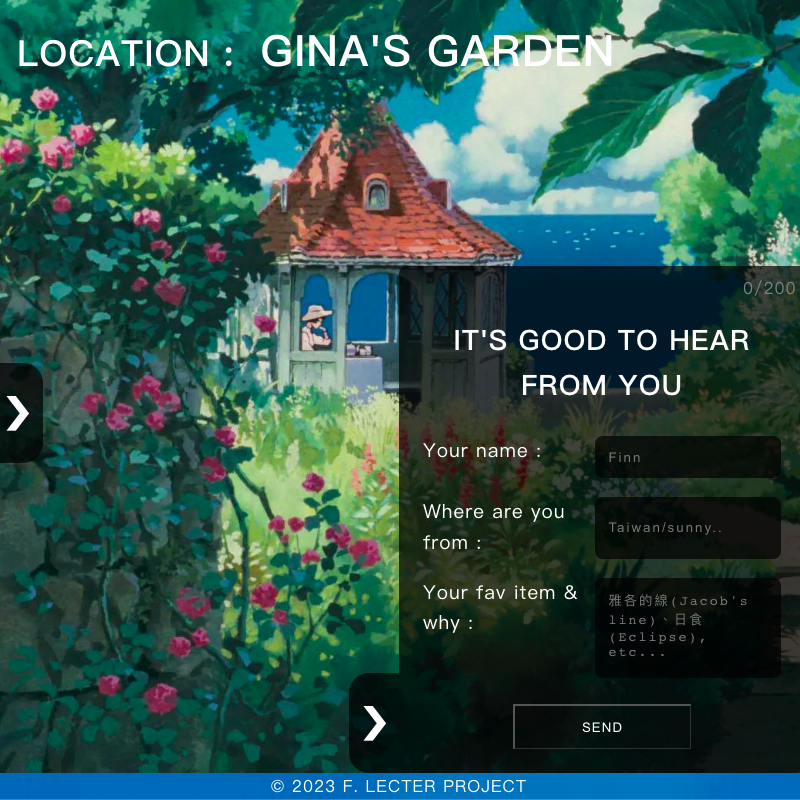 LOCATION : GINA'S GARDEN
0/200
IT'S GOOD TO HEAR
FROM YOU
Your name :
Finn
Where are you
from :
Taiwan/sunny..
Your fav item &
why :
雅各的線(Jacob's
line)、日食
(Eclipse),
etc...
SEND
© 2023 F. LECTER PROJECT